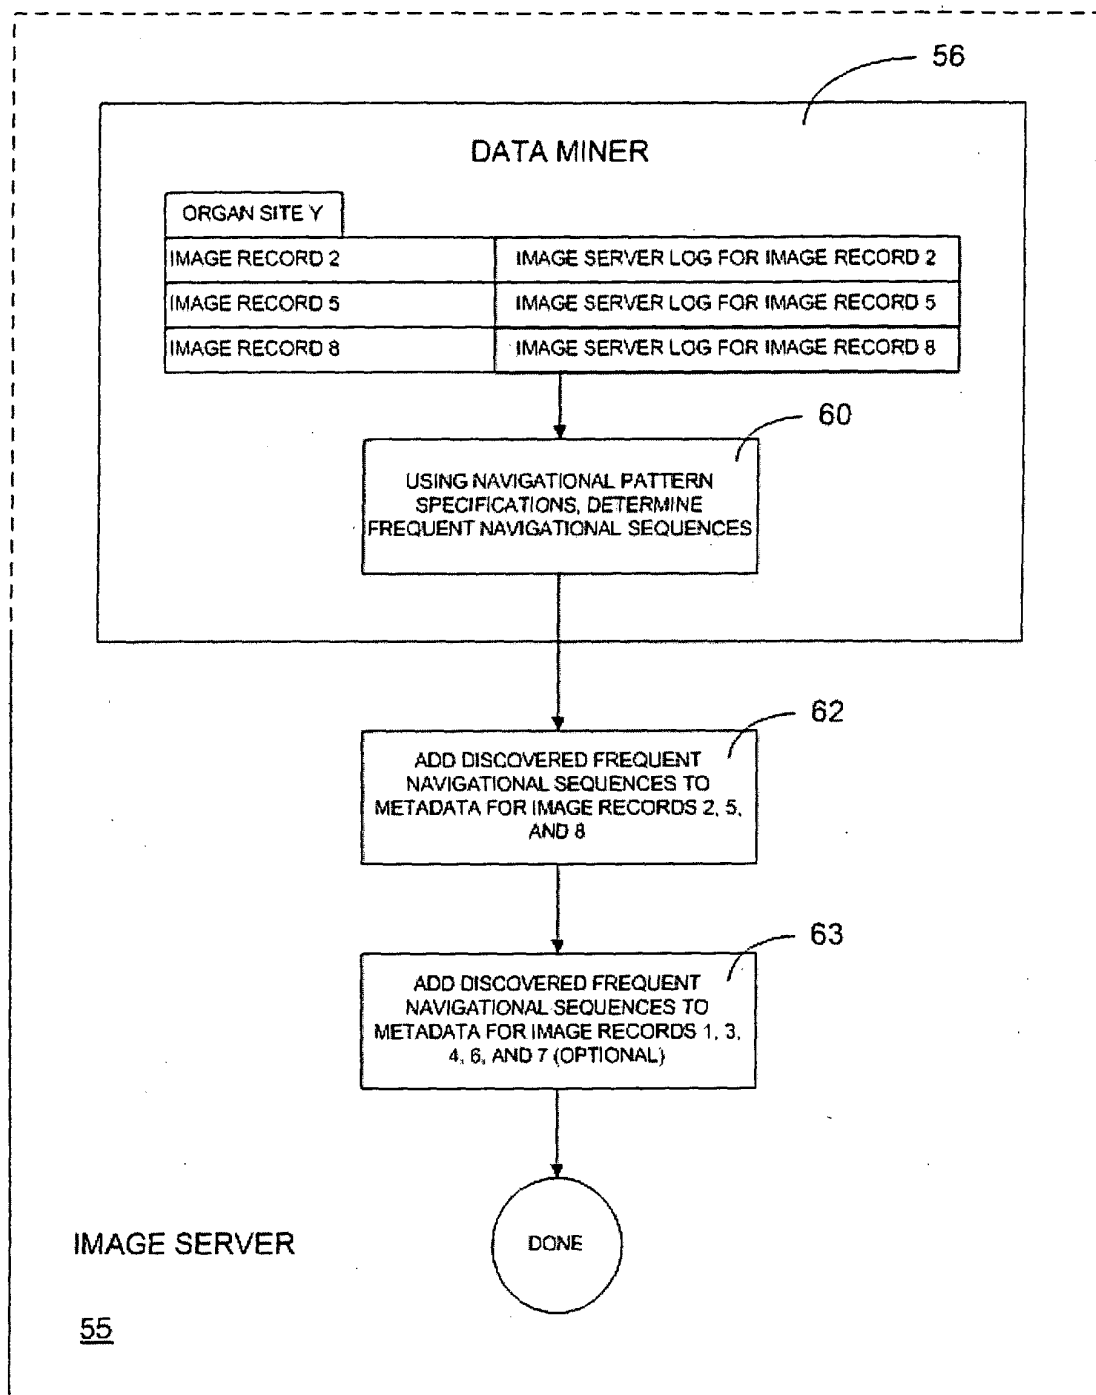 56
DATA MINER
ORGAN SITE Y
IMAGE RECORD 2 IMAGE SERVER LOG FOR IMAGE RECORD 2
IMAGE RECORD 5 IMAGE SERVER LOG FOR IMAGE RECORD 5
IMAGE RECORD 8 IMAGE SERVER LOG FOR IMAGE RECORD 8
60
USING NAVIGATIONAL PATTERN
SPECIFICATIONS, DETERMINE
FREQUENT NAVIGATIONAL SEQUENCES
62
ADD DISCOVERED FREQUENT
NAVIGATIONAL SEQUENCES TO
METADATA FOR IMAGE RECORDS 2, 5,
AND 8
63
ADD DISCOVERED FREQUENT
NAVIGATIONAL SEQUENCES TO
METADATA FOR IMAGE RECORDS 1, 3,
4, 6, AND 7 (OPTIONAL)
DONE
IMAGE SERVER
55